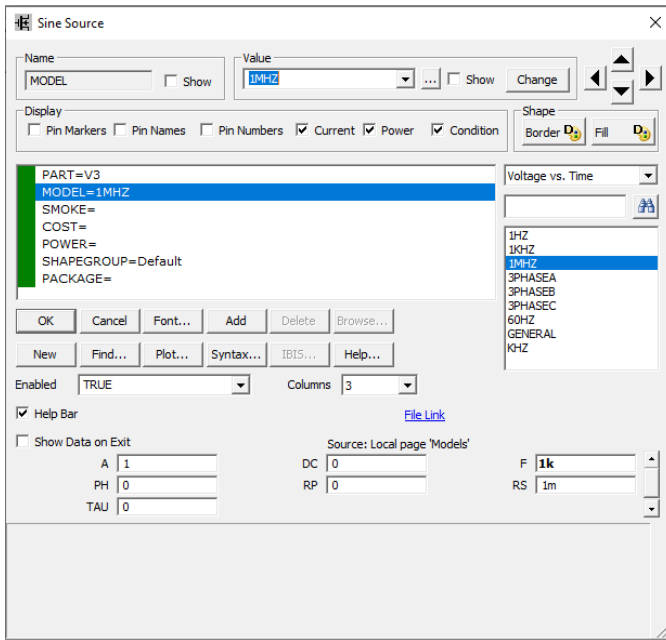 Sine Source
Name
MODEL
Show
Value
1MHZ
...
Show
Change
Display
Pin Markers
Pin Names
Pin Numbers
Current
Power
Condition
Shape
Border
Fill
PART=V3
MODEL=1MHZ
SMOKE=
COST=
POWER=
SHAPEGROUP=Default
PACKAGE=
Voltage vs. Time
1HZ
1KHZ
1MHZ
3PHASEA
3PHASEB
3PHASEC
60HZ
GENERAL
KHZ
OK Cancel Font... Add Delete Browse...
New Find... Plot... Syntax... IBIS... Help...
Enabled TRUE Columns 3
Help Bar File Link
Show Data on Exit Source: Local page 'Models'
A 1 DC 0 F 1k
PH 0 RP 0 RS 1m
TAU 0